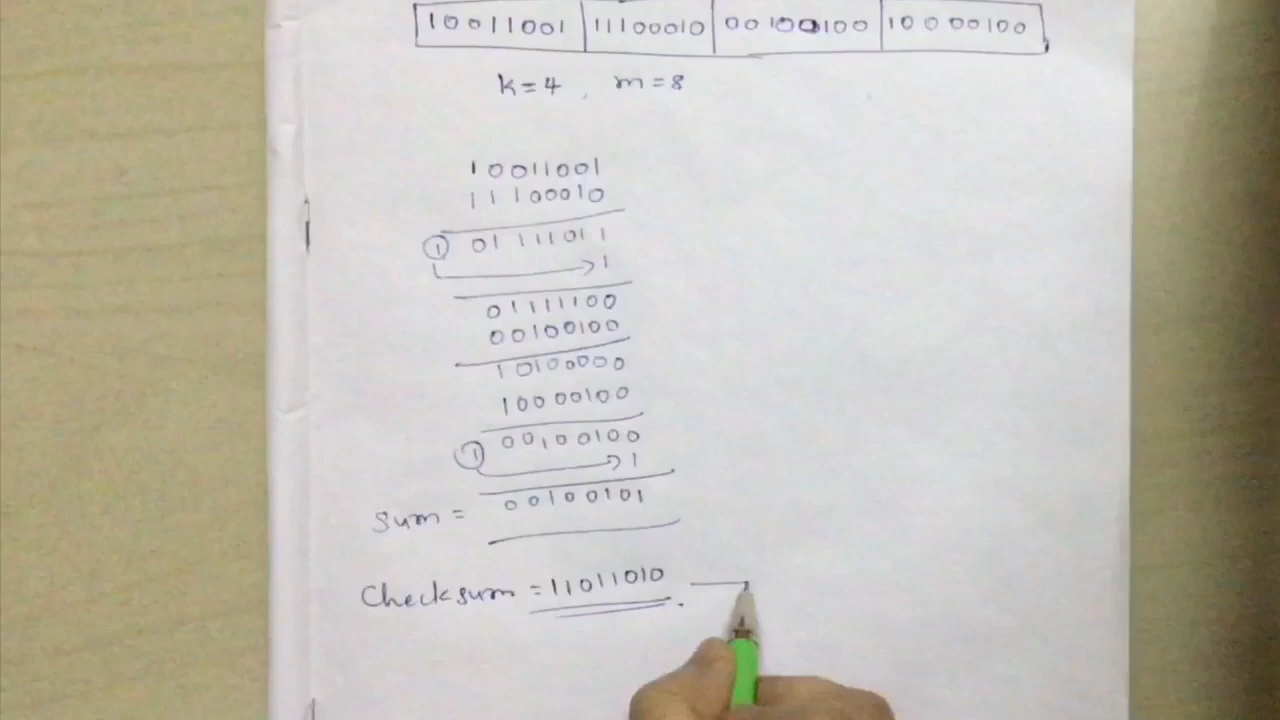 10011001 11100010 00100100 10000100
k=4, m=8
10011001
11100010
1 01111011
1
01111100
00100100
10100000
10000100
1 00100100
1
Sum = 00100101
Checksum = 11011010.